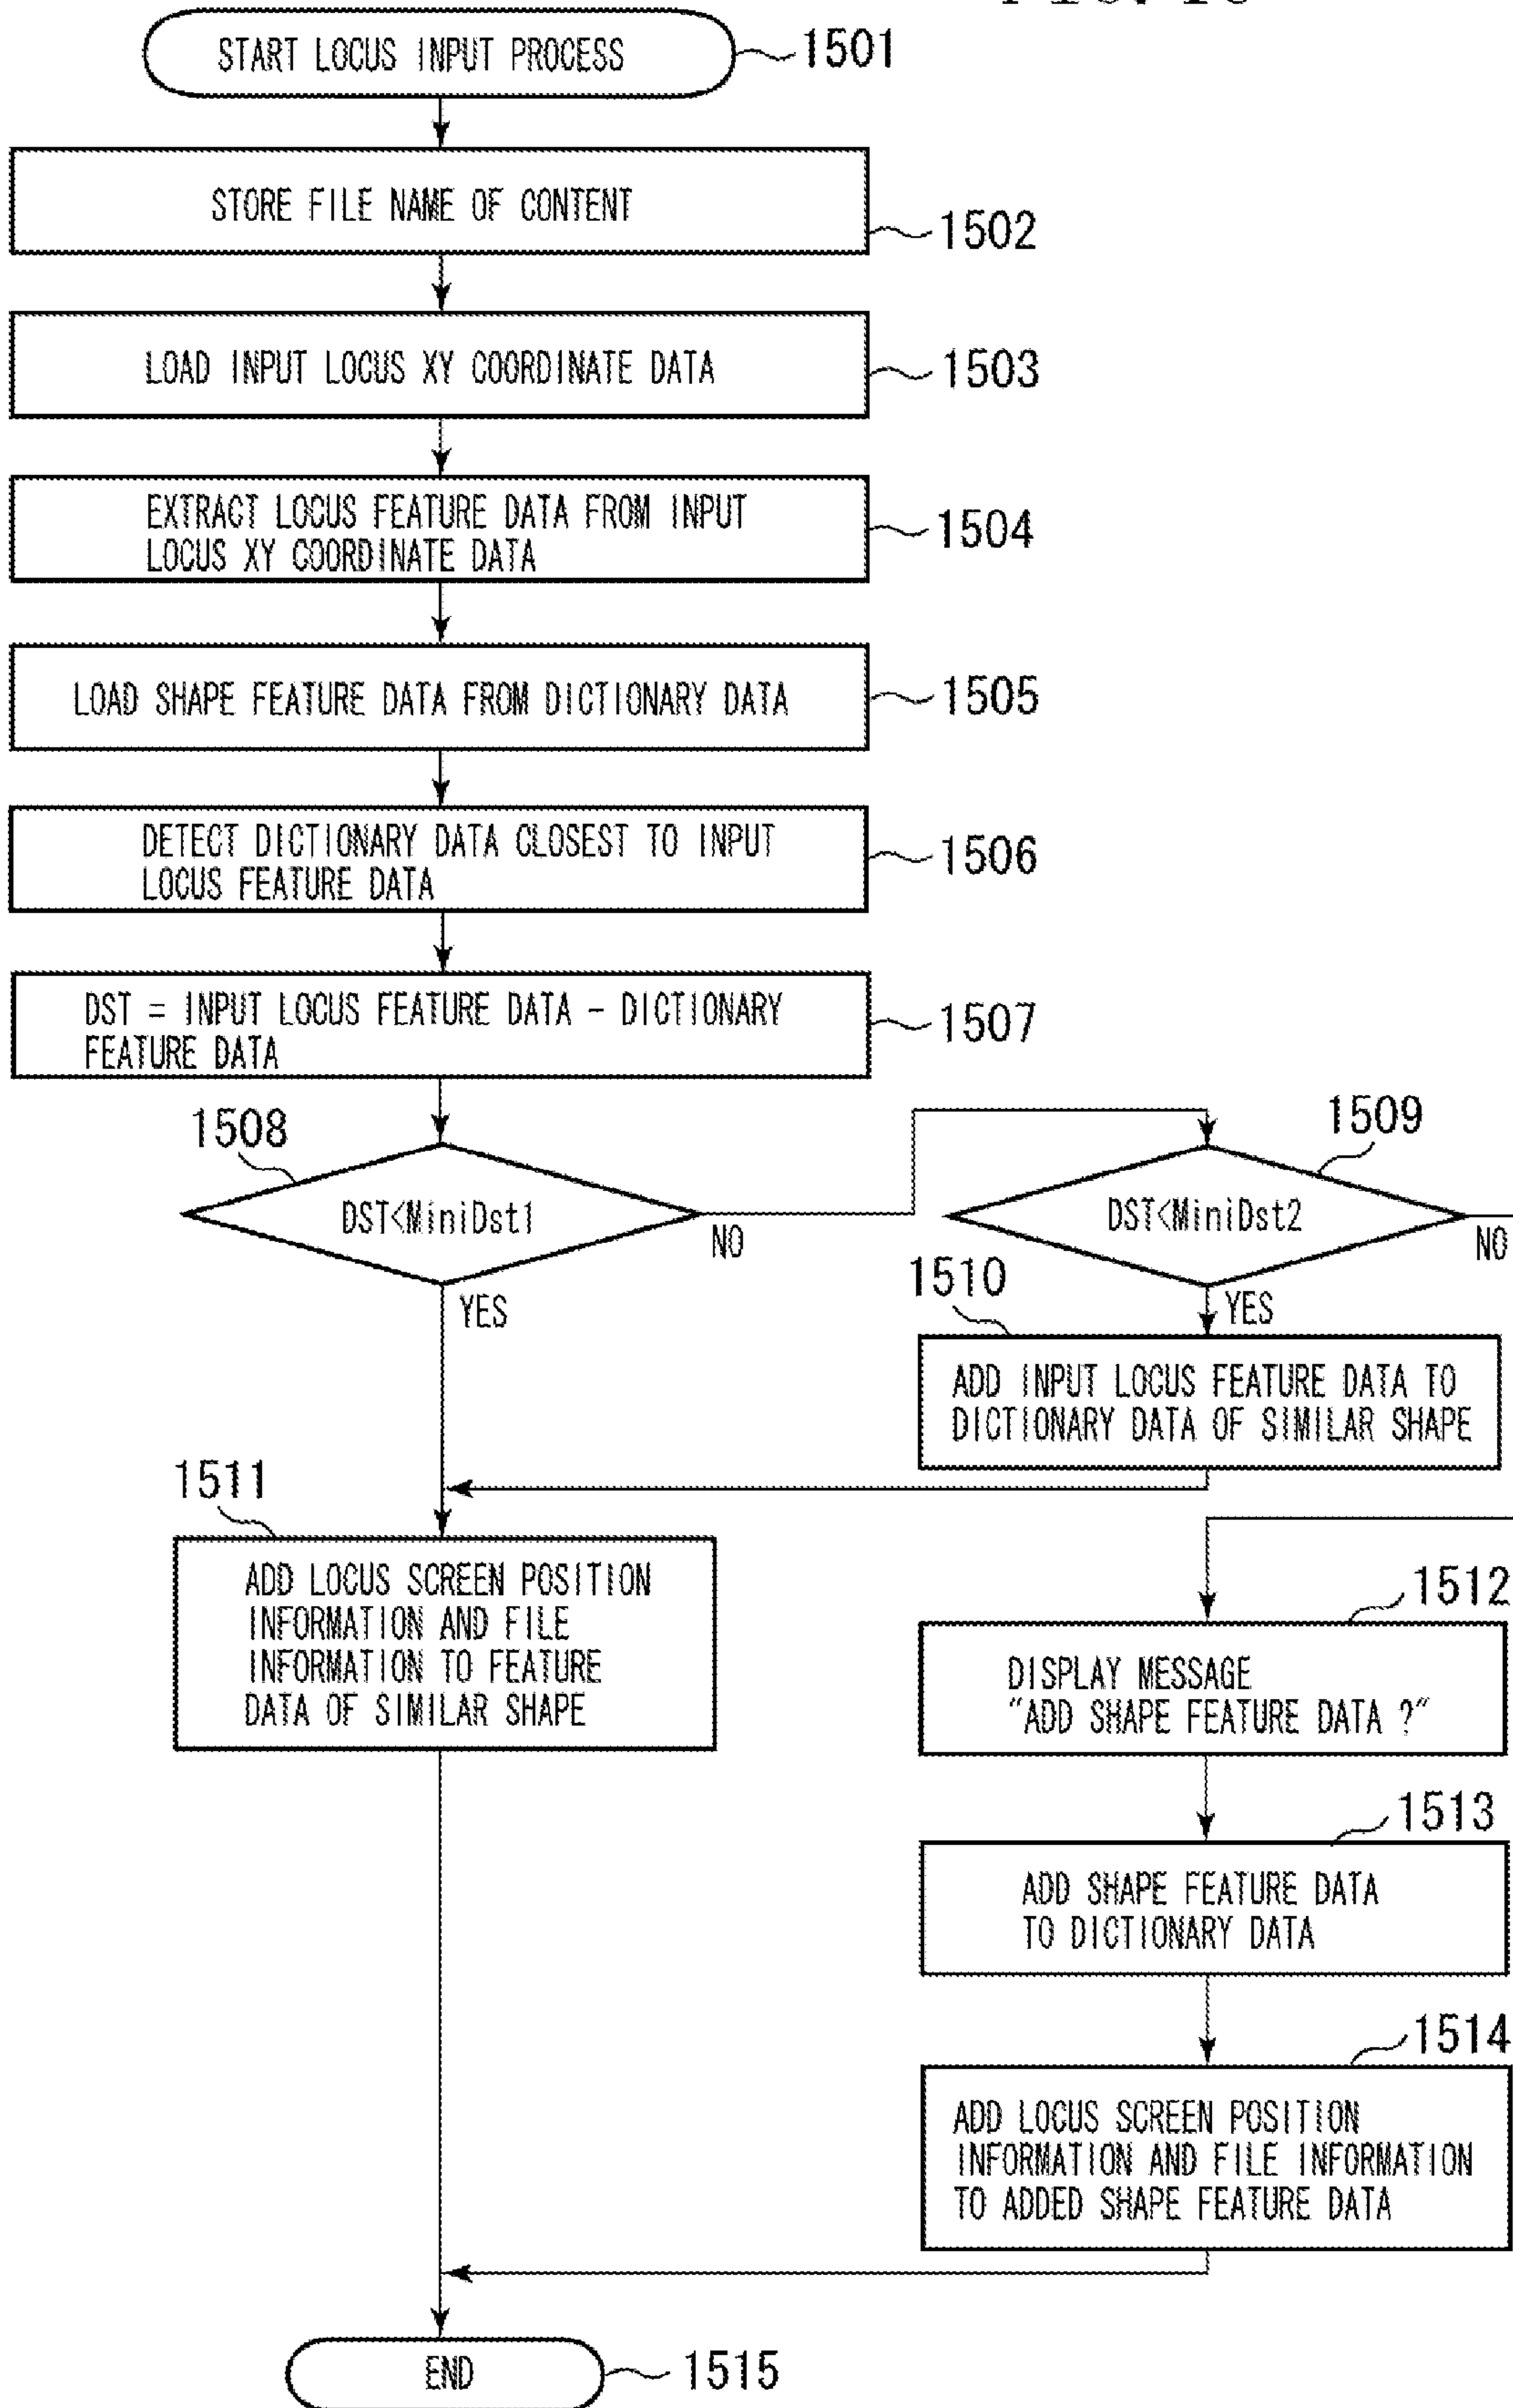 START LOCUS INPUT PROCESS
1501
STORE FILE NAME OF CONTENT
1502
LOAD INPUT LOCUS XY COORDINATE DATA
1503
EXTRACT LOCUS FEATURE DATA FROM INPUT
LOCUS XY COORDINATE DATA
1504
LOAD SHAPE FEATURE DATA FROM DICTIONARY DATA
1505
DETECT DICTIONARY DATA CLOSEST TO INPUT
LOCUS FEATURE DATA
1506
DST = INPUT LOCUS FEATURE DATA - DICTIONARY
FEATURE DATA
1507
1508
DST<MiniDst1
NO
YES
1509
DST<MiniDst2
NO
YES
1510
ADD INPUT LOCUS FEATURE DATA TO
DICTIONARY DATA OF SIMILAR SHAPE
1511
ADD LOCUS SCREEN POSITION
INFORMATION AND FILE
INFORMATION TO FEATURE
DATA OF SIMILAR SHAPE
1512
DISPLAY MESSAGE
"ADD SHAPE FEATURE DATA ?"
1513
ADD SHAPE FEATURE DATA
TO DICTIONARY DATA
1514
ADD LOCUS SCREEN POSITION
INFORMATION AND FILE INFORMATION
TO ADDED SHAPE FEATURE DATA
END
1515